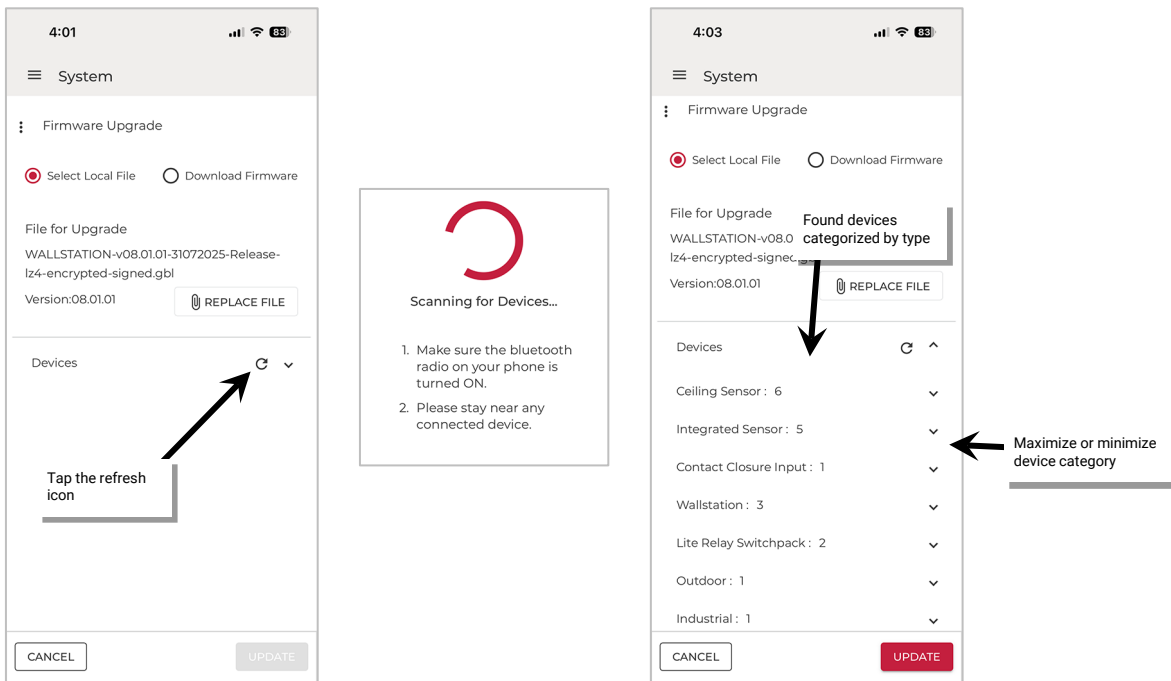 4:01
83
System
Firmware Upgrade
Select Local File
Download Firmware
File for Upgrade
WALLSTATION-v08.01.01-31072025-Release-
lz4-encrypted-signed.gbl
Version:08.01.01
REPLACE FILE
Devices
Tap the refresh
icon
CANCEL
UPDATE
Scanning for Devices...
1. Make sure the bluetooth
radio on your phone is
turned ON.
2. Please stay near any
connected device.
4:03
83
System
Firmware Upgrade
Select Local File
Download Firmware
File for Upgrade
WALLSTATION-v08.0
lz4-encrypted-signed.
Version:08.01.01
REPLACE FILE
Found devices
categorized by type
Devices
Ceiling Sensor : 6
Integrated Sensor : 5
Contact Closure Input : 1
Wallstation : 3
Lite Relay Switchpack : 2
Outdoor : 1
Industrial : 1
CANCEL
UPDATE
Maximize or minimize
device category